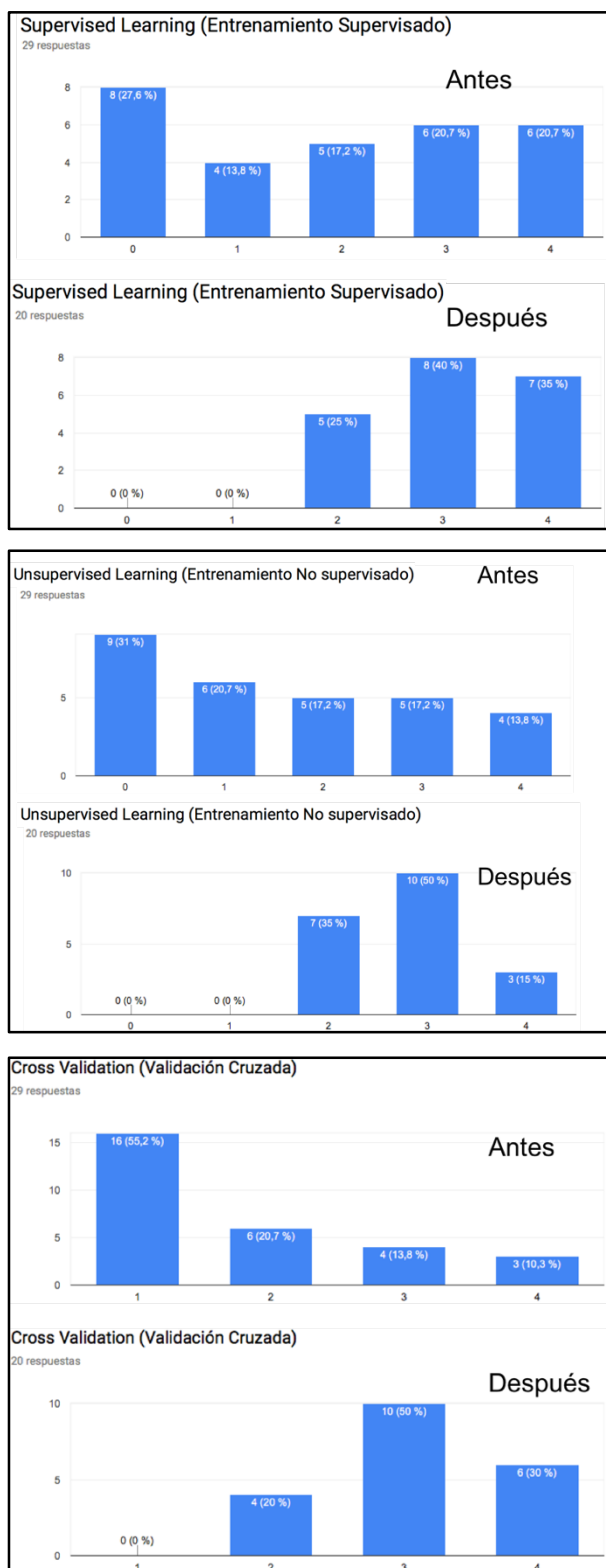 Supervised Learning (Entrenamiento Supervisado)
29 respuestas
Antes
8
6
4
2
0
8 (27,6 %)
4 (13,8 %)
5 (17,2 %)
6 (20,7 %)
6 (20,7 %)
0 1 2 3 4
Supervised Learning (Entrenamiento Supervisado)
20 respuestas
Después
8
6
4
2
0
0 (0 %)
0 (0 %)
5 (25 %)
8 (40 %)
7 (35 %)
0 1 2 3 4
Unsupervised Learning (Entrenamiento No supervisado)
Antes
29 respuestas
5
0
9 (31 %)
6 (20,7 %)
5 (17,2 %)
5 (17,2 %)
4 (13,8 %)
0 1 2 3 4
Unsupervised Learning (Entrenamiento No supervisado)
20 respuestas
Después
10
5
0
0 (0 %)
0 (0 %)
7 (35 %)
10 (50 %)
3 (15 %)
0 1 2 3 4
Cross Validation (Validación Cruzada)
29 respuestas
Antes
15
10
5
0
16 (55,2 %)
6 (20,7 %)
4 (13,8 %)
3 (10,3 %)
1 2 3 4
Cross Validation (Validación Cruzada)
20 respuestas
Después
10
5
0
0 (0 %)
4 (20 %)
10 (50 %)
6 (30 %)
1 2 3 4